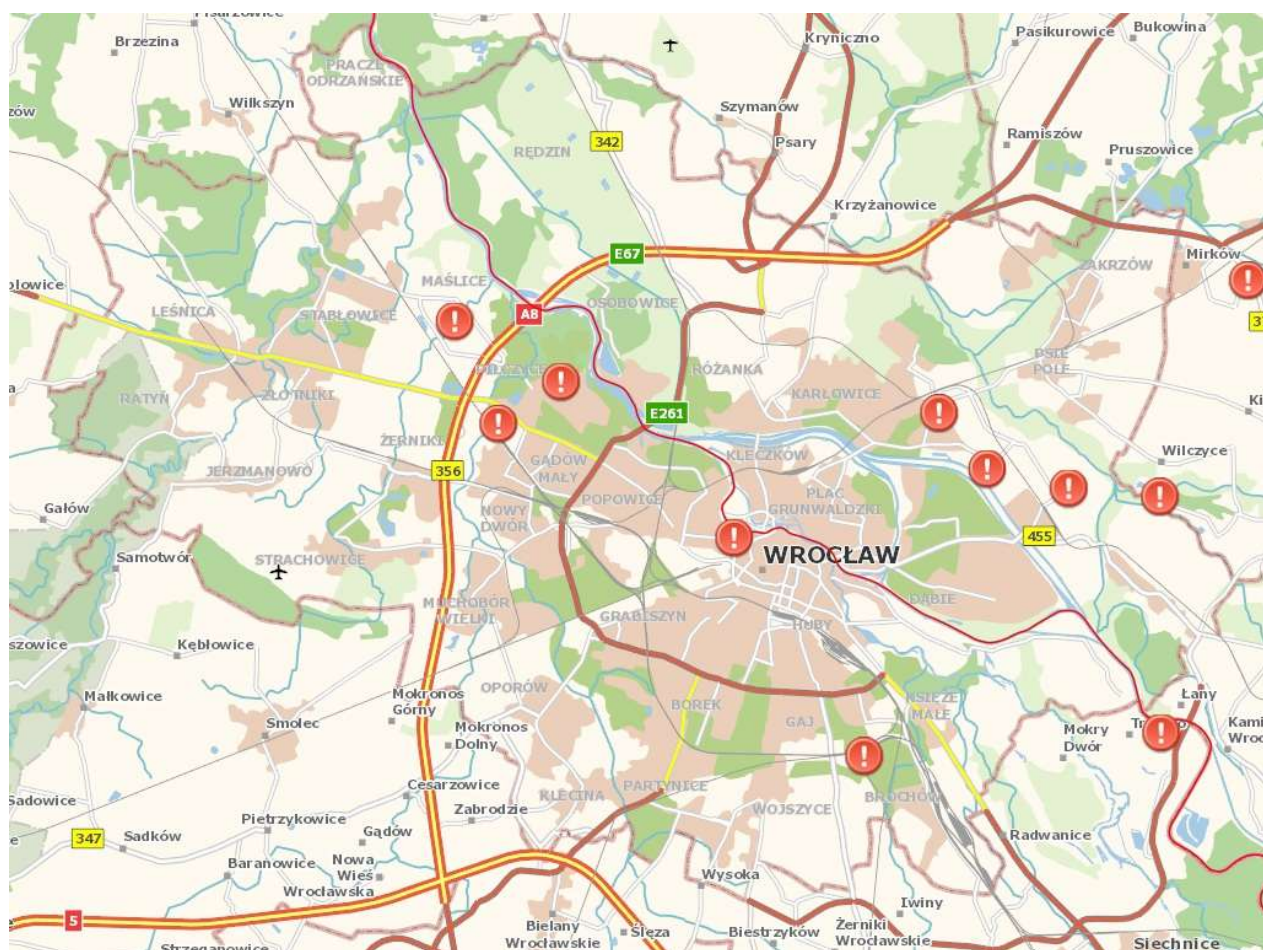 Brzezina
PRACZE
ODRZAŃSKIE
Kryniczno
Pasikurowice
Bukowina
Wilkszyn
Szymanów
342
RĘDZIN
Psary
Ramiszów
Pruszowice
Krzyżanowice
E67
MAŚLICE
ZAKRZÓW
Mirków
!
LEŚNICA
STABŁOWICE
!
A8
OSOBOWICE
RÓŻANKA
PSIE
POLE
RATYŃ
ZŁOTNIKI
!
KARŁOWICE
!
E261
!
ŻERNIKI
356
JERZMANOWO
GĄDÓW
MAŁY
KLECZKÓW
!
Wilczyce
!
!
POPOWICE
PLAC
GRUNWALDZKI
Gałów
NOWY
DWÓR
!
455
Samotwór
STRACHOWICE
WROCŁAW
MUCHOBÓR
WIELKI
GRABISZYN
DĄBIE
HUBY
Kębłowice
OPORÓW
Małkowice
Smolec
Mokronos
Górny
Mokronos
Dolny
BOREK
GAJ
KSIĘŻE
MAŁE
Łany
Mokry
Dwór
!
!
Cesarzowice
Zabrodzie
KLECINA
PARTYNICE
WOJSZYCE
BROCHÓW
Sadowice
347
Sadków
Pietrzykowice
Gądów
Radwanice
Baranowice
Nowa
Wieś
Wrocławska
Wysoka
5
Bielany
Wrocławskie
Ślęza
Biestrzyków
Iwiny
Żerniki
Wrocławskie
Siechnice